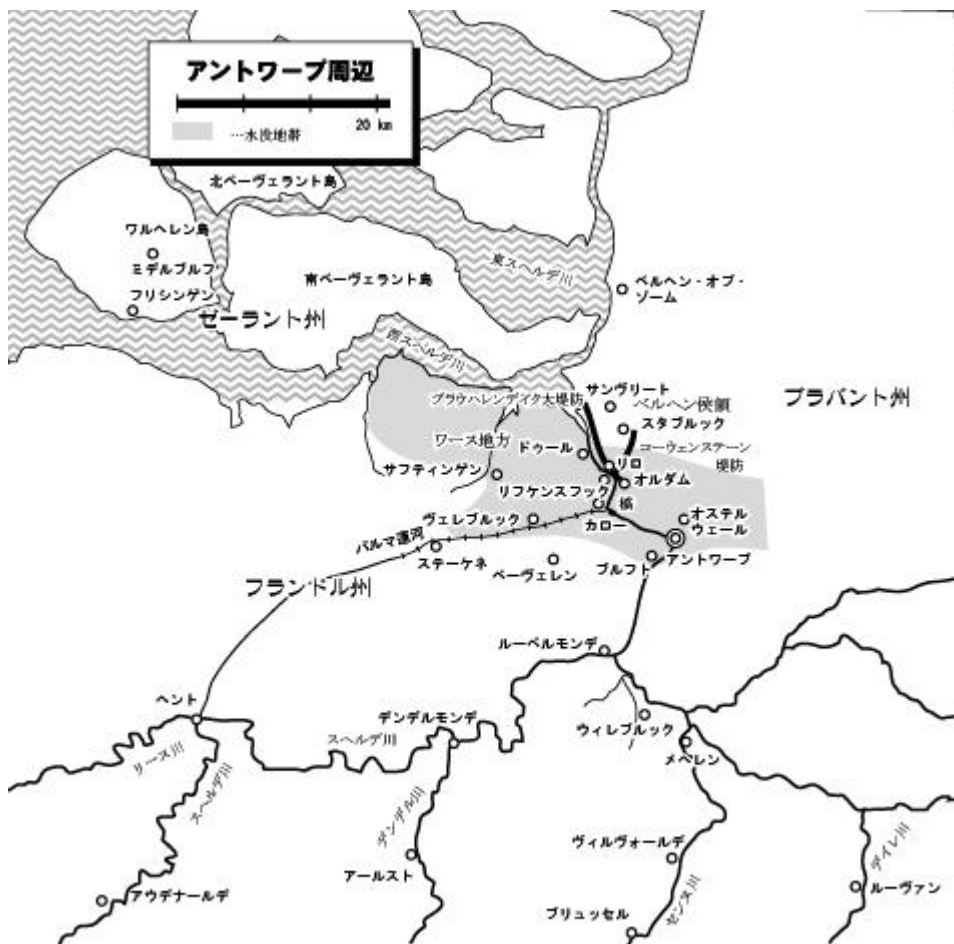 アントワープ周辺
20 km
…水没地帯
北ベーヴェラント島
ワルヘレン島
ミデルブルフ
フリシンゲン
南ベーヴェラント島
東スヘルデ川
ベルヘン・オプ・
ゾーム
ゼーラント州
西スヘルデ川
ブラウハレンデイク大堤防
サンヴリート
ベルヘン侯領
ブラバント州
スタブルック
ワース地方
ドゥール
コーウェンステーン
堤防
サフティンゲン
リロ
リフケンスフック
オルダム
橋
ヴェレブルック
カロー
オステル
ウェール
パルマ運河
ステーケネ
ベーヴェレン
ブルフト
アントワープ
フランドル州
ルーペルモンデ
ヘント
デンデルモンデ
スヘルデ川
ウィレブルック
リース川
メヘレン
スヘルデ川
デンデル川
ヴィルヴォールデ
アールスト
デイレ川
アウデナールデ
センヌ川
ルーヴァン
ブリュッセル